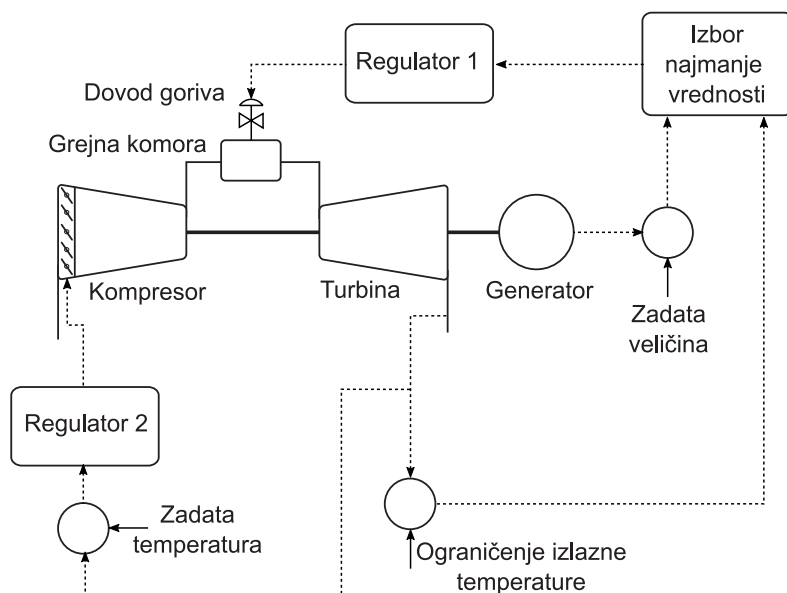 Regulator 1
Izbor
najmanje
vrednosti
Dovod goriva
Grejna komora
Kompresor
Turbina
Generator
Zadata
veličina
Regulator 2
Zadata
temperatura
Ograničenje izlazne
temperature